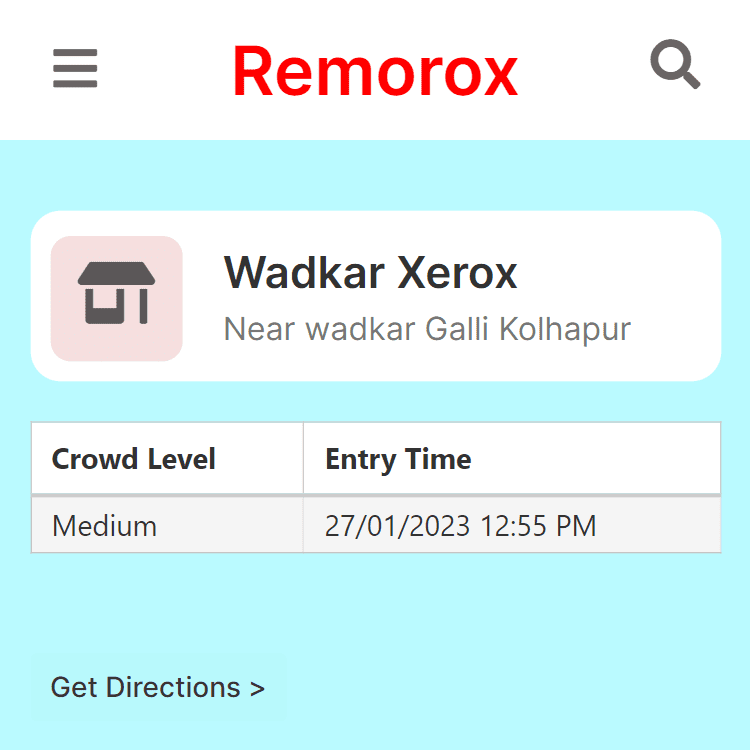 Remorox
Wadkar Xerox
Near wadkar Galli Kolhapur
Crowd Level Entry Time
Medium 27/01/2023 12:55 PM
Get Directions >